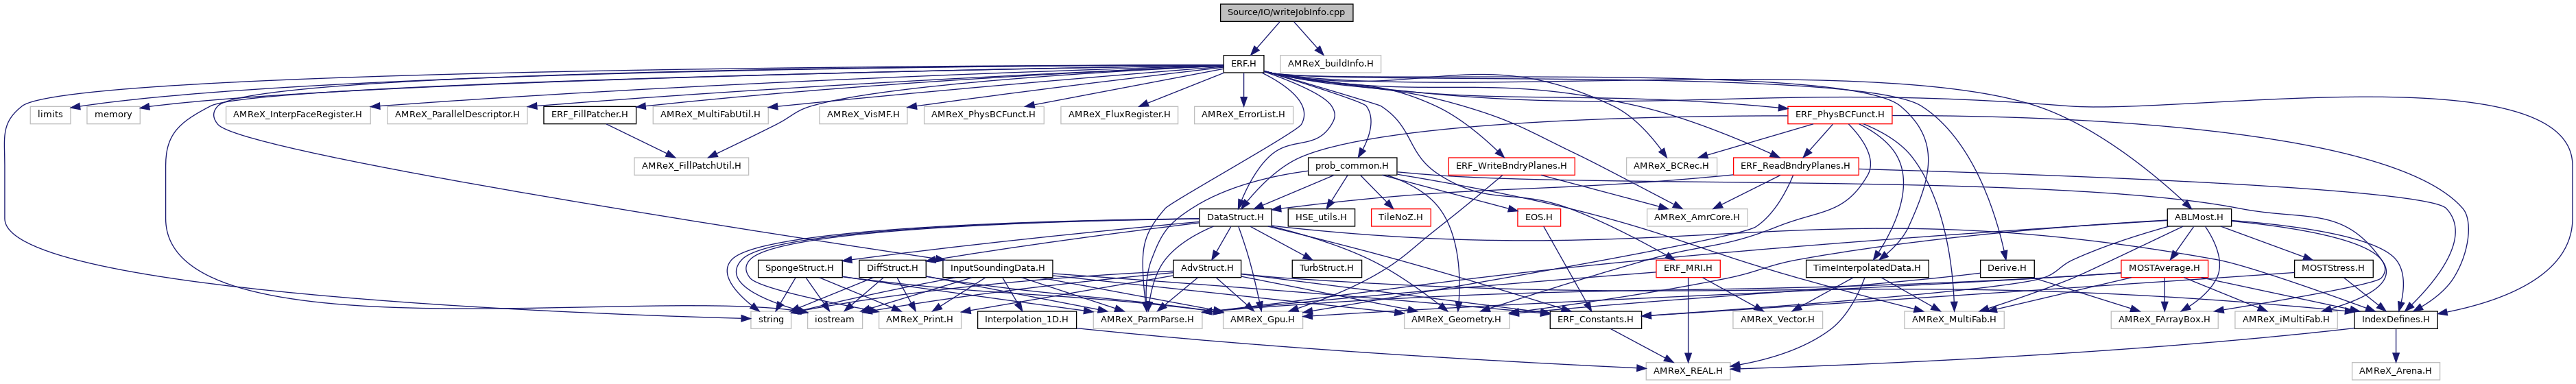 Source/IO/writeJobInfo.cpp
ERF.H
AMReX_buildInfo.H
limits
memory
AMReX_InterpFaceRegister.H
AMReX_ParallelDescriptor.H
ERF_FillPatcher.H
AMReX_MultiFabUtil.H
AMReX_VisMF.H
AMReX_PhysBCFunct.H
AMReX_FluxRegister.H
AMReX_ErrorList.H
ERF_PhysBCFunct.H
AMReX_FillPatchUtil.H
prob_common.H
ERF_WriteBndryPlanes.H
AMReX_BCRec.H
ERF_ReadBndryPlanes.H
DataStruct.H
HSE_utils.H
TileNoZ.H
EOS.H
AMReX_AmrCore.H
ABLMost.H
SpongeStruct.H
DiffStruct.H
InputSoundingData.H
AdvStruct.H
TurbStruct.H
ERF_MRI.H
TimeInterpolatedData.H
Derive.H
MOSTAverage.H
MOSTStress.H
string
iostream
AMReX_Print.H
Interpolation_1D.H
AMReX_ParmParse.H
AMReX_Gpu.H
AMReX_Geometry.H
ERF_Constants.H
AMReX_Vector.H
AMReX_MultiFab.H
AMReX_FArrayBox.H
AMReX_iMultiFab.H
IndexDefines.H
AMReX_REAL.H
AMReX_Arena.H